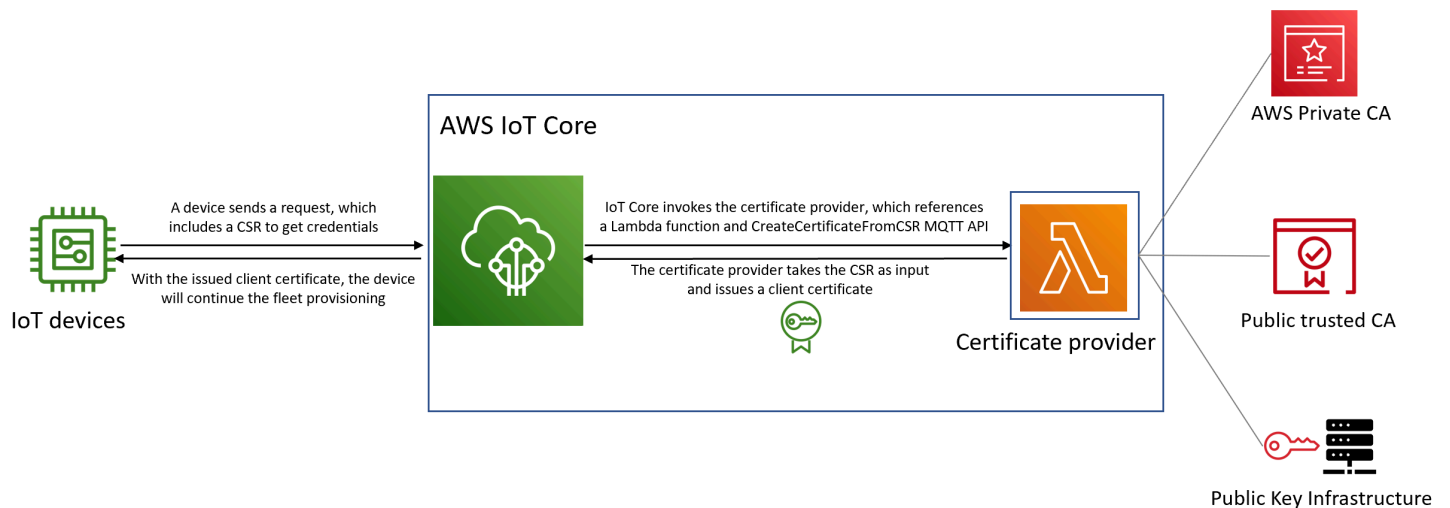 AWS IoT Core
A device sends a request, which
includes a CSR to get credentials
With the issued client certificate, the device
will continue the fleet provisioning
IoT devices
IoT Core invokes the certificate provider, which references
a Lambda function and CreateCertificateFromCSR MQTT API
The certificate provider takes the CSR as input
and issues a client certificate
Certificate provider
AWS Private CA
Public trusted CA
Public Key Infrastructure